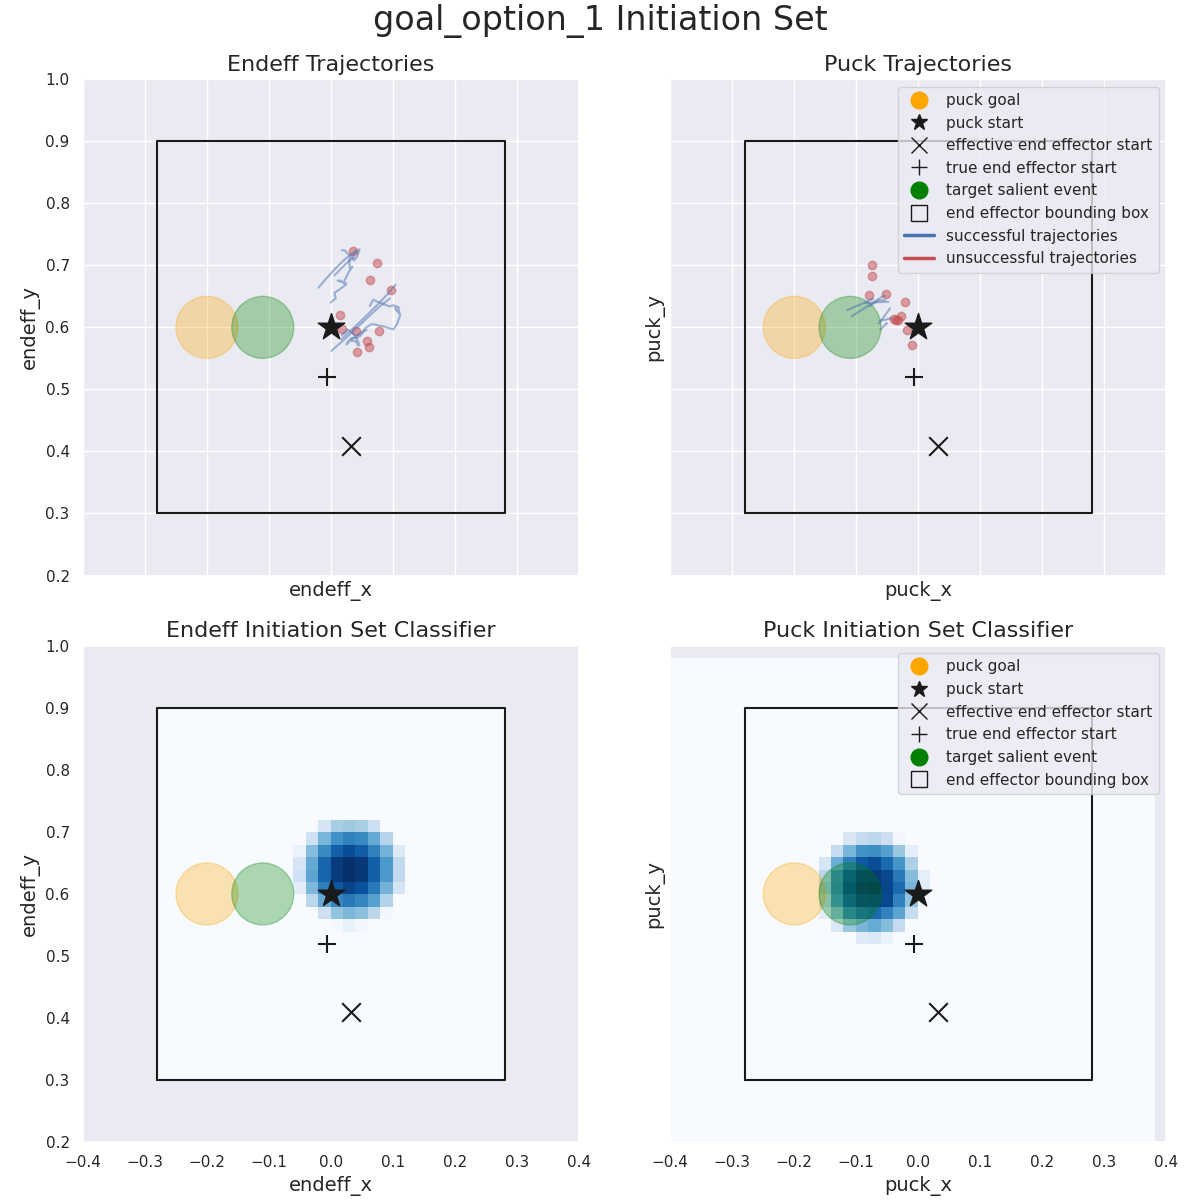 goal_option_1 Initiation Set
Endeff Trajectories
1.0
0.9
0.8
0.7
0.6
0.5
0.4
0.3
0.2
endeff_y
endeff_x
Puck Trajectories
puck goal
puck start
effective end effector start
true end effector start
target salient event
end effector bounding box
successful trajectories
unsuccessful trajectories
puck_y
puck_x
Endeff Initiation Set Classifier
1.0
0.9
0.8
0.7
0.6
0.5
0.4
0.3
0.2
endeff_y
-0.4 -0.3 -0.2 -0.1 0.0 0.1 0.2 0.3 0.4
endeff_x
Puck Initiation Set Classifier
puck goal
puck start
effective end effector start
true end effector start
target salient event
end effector bounding box
puck_y
-0.4 -0.3 -0.2 -0.1 0.0 0.1 0.2 0.3 0.4
puck_x